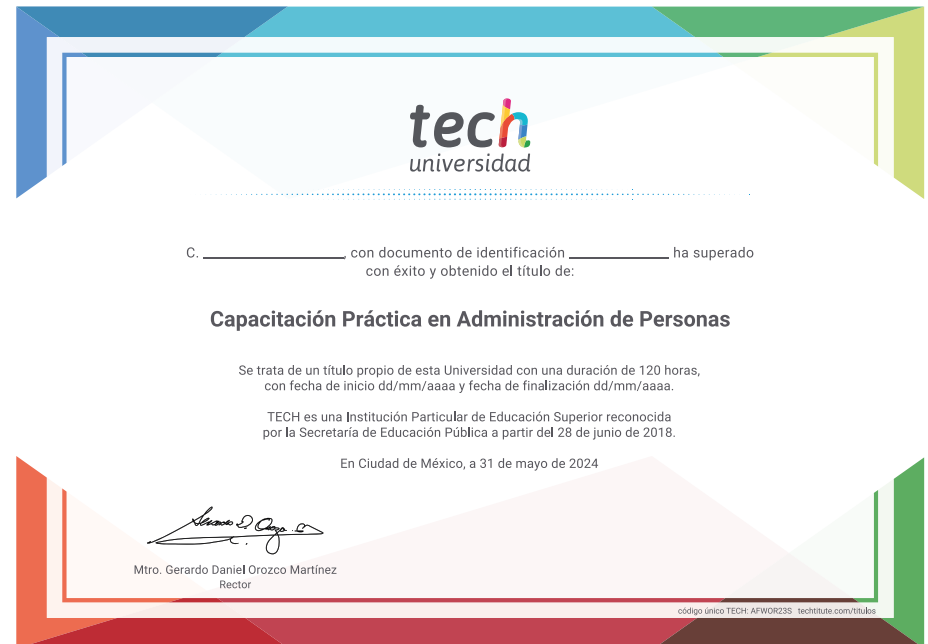 tech
universidad
C. ____________, con documento de identificación ____________ ha superado
con éxito y obtenido el título de:
Capacitación Práctica en Administración de Personas
Se trata de un título propio de esta Universidad con una duración de 120 horas,
con fecha de inicio dd/mm/aaaa y fecha de finalización dd/mm/aaaa.
TECH es una Institución Particular de Educación Superior reconocida
por la Secretaría de Educación Pública a partir del 28 de junio de 2018.
En Ciudad de México, a 31 de mayo de 2024
Mtro. Gerardo Daniel Orozco Martínez
Rector
código único TECH: AFWOR23S techtitute.com/titulos